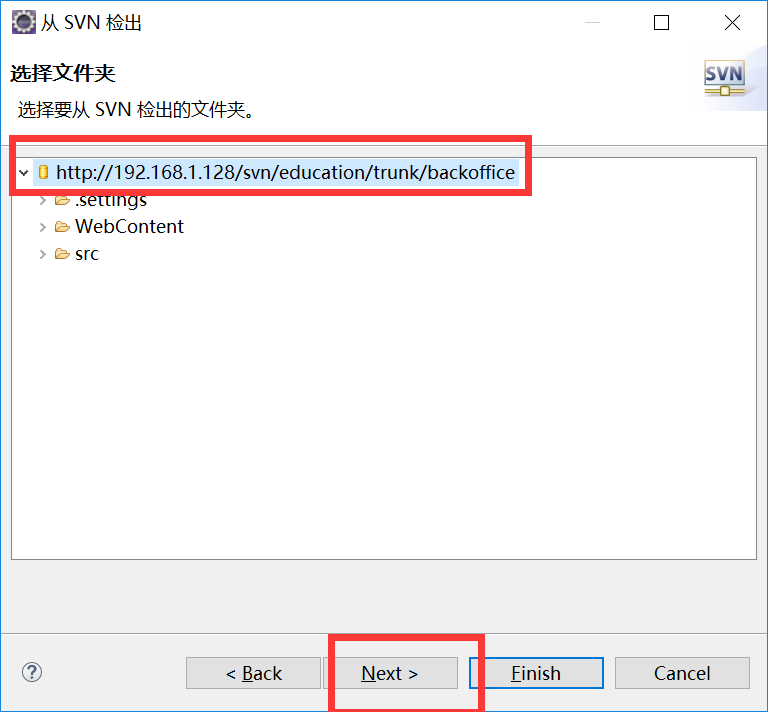 从 SVN 检出
选择文件夹
选择要从 SVN 检出的文件夹。
SVN
http://192.168.1.128/svn/education/trunk/backoffice
.settings
WebContent
src
?
< Back
Next >
Finish
Cancel